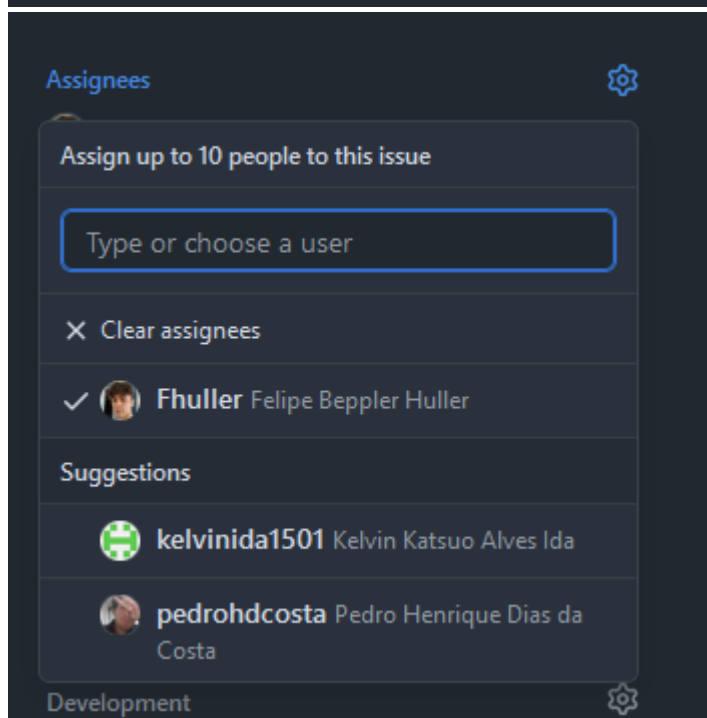 Assignees
Assign up to 10 people to this issue
Type or choose a user
Clear assignees
Fhuller Felipe Beppler Huller
Suggestions
kelvinida1501 Kelvin Katsuo Alves Ida
pedrohdcosta Pedro Henrique Dias da
Costa
Development